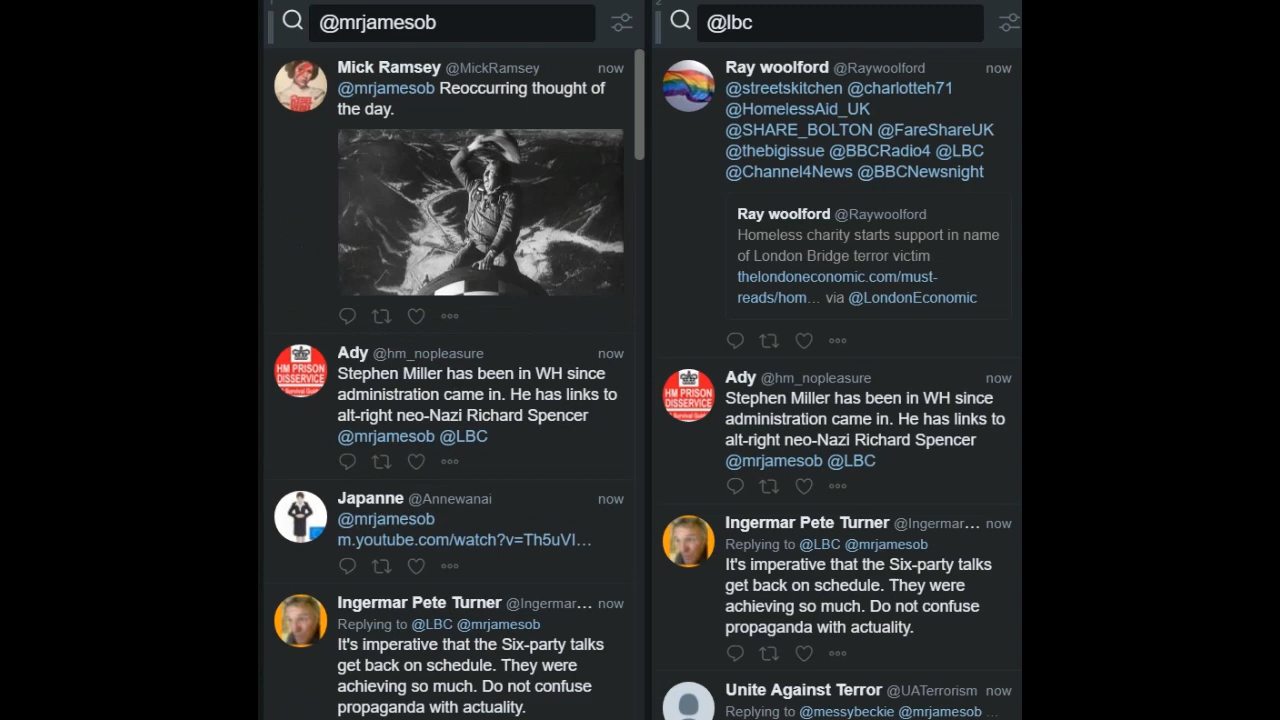 @mrjamesob
Mick Ramsey @MickRamsey now
@mrjamesob Reoccurring thought of
the day.
Ady @hm_nopleasure now
Stephen Miller has been in WH since
administration came in. He has links to
alt-right neo-Nazi Richard Spencer
@mrjamesob @LBC
HM PRISON
DISSERVICE
Japanne @Annewanai now
@mrjamesob
m.youtube.com/watch?v=Th5uVI…
Ingermar Pete Turner @Ingermar… now
Replying to @LBC @mrjamesob
It's imperative that the Six-party talks
get back on schedule. They were
achieving so much. Do not confuse
propaganda with actuality.
2
@lbc
Ray woolford @Raywoolford now
@streetskitchen @charlotteh71
@HomelessAid_UK
@SHARE_BOLTON @FareShareUK
@thebigissue @BBCRadio4 @LBC
@Channel4News @BBCNewsnight
Ray woolford @Raywoolford
Homeless charity starts support in name
of London Bridge terror victim
thelondoneconomic.com/must-
reads/hom… via @LondonEconomic
Ady @hm_nopleasure now
Stephen Miller has been in WH since
administration came in. He has links to
alt-right neo-Nazi Richard Spencer
@mrjamesob @LBC
HM PRISON
DISSERVICE
Ingermar Pete Turner @Ingermar… now
Replying to @LBC @mrjamesob
It's imperative that the Six-party talks
get back on schedule. They were
achieving so much. Do not confuse
propaganda with actuality.
Unite Against Terror @UATerrorism now
Replying to @messybeckie @mrjamesob …